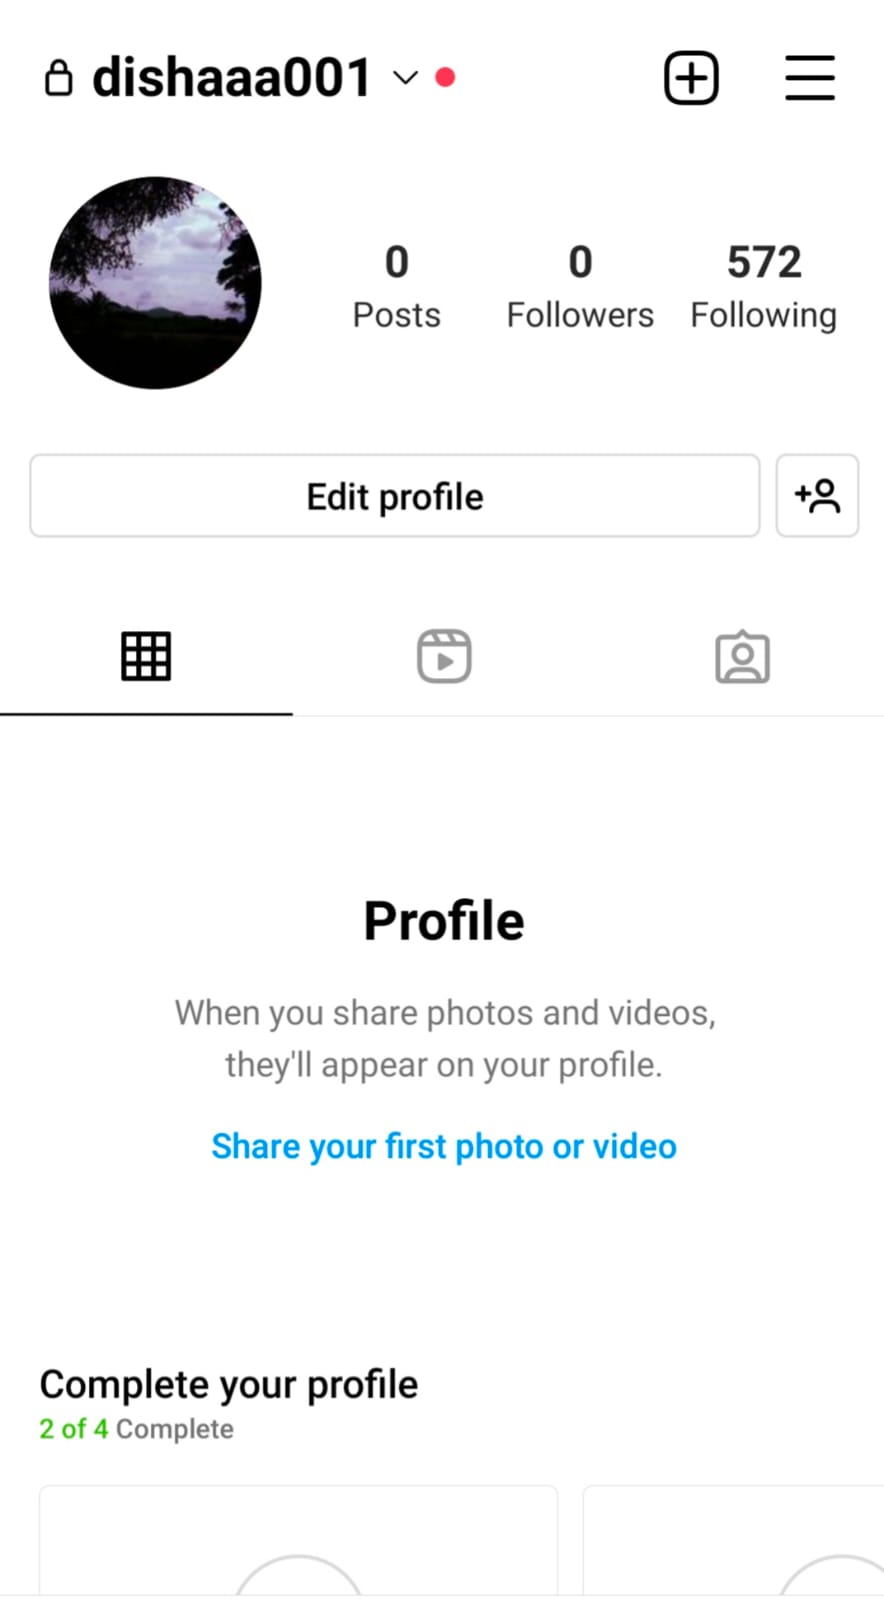 dishaaa001
0 0 572
Posts Followers Following
Edit profile
Profile
When you share photos and videos,
they'll appear on your profile.
Share your first photo or video
Complete your profile
2 of 4 Complete